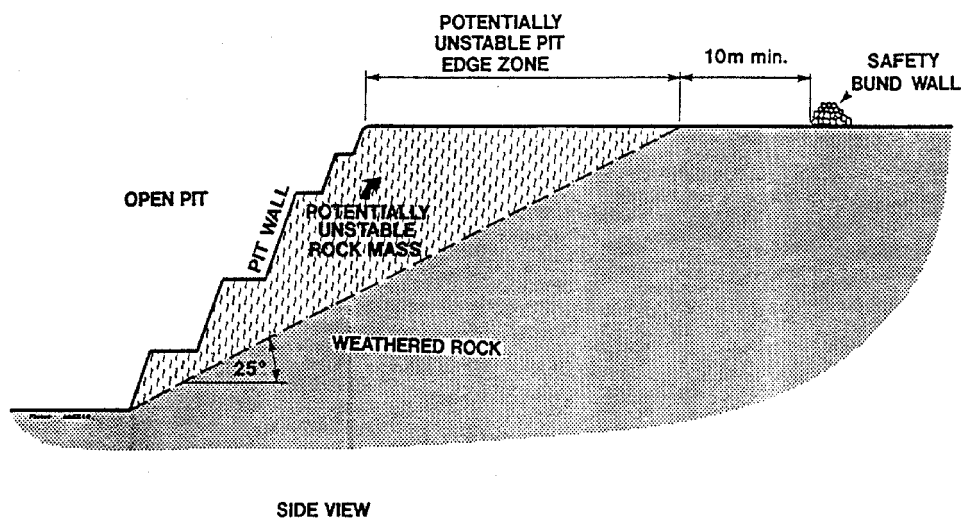 POTENTIALLY
UNSTABLE PIT
EDGE ZONE
10m min.
SAFETY
BUND WALL
OPEN PIT
PIT WALL
POTENTIALLY
UNSTABLE
ROCK MASS
WEATHERED ROCK
25°
SIDE VIEW